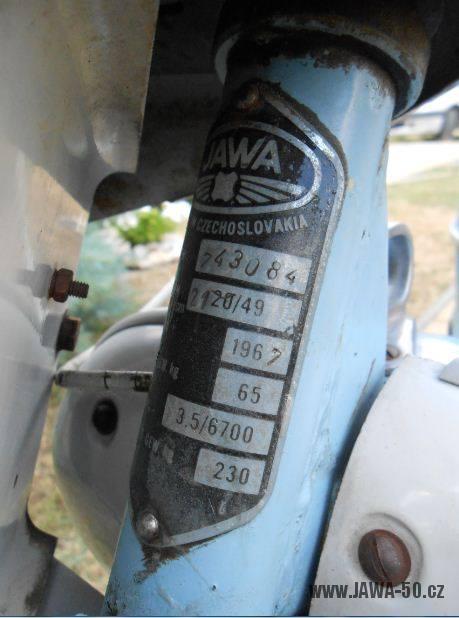 JAWA
CZECHOSLOVAKIA
743084
2120/49
1967
65
3.5/6700
230
www.JAWA-50.cz